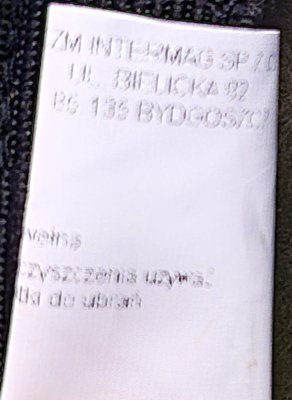 ZM INTERMAG SP Z O
UL. BIELICKA 82
85 135 BYDGOSZCZ
wełna
czyszczenia używać
do ubrań